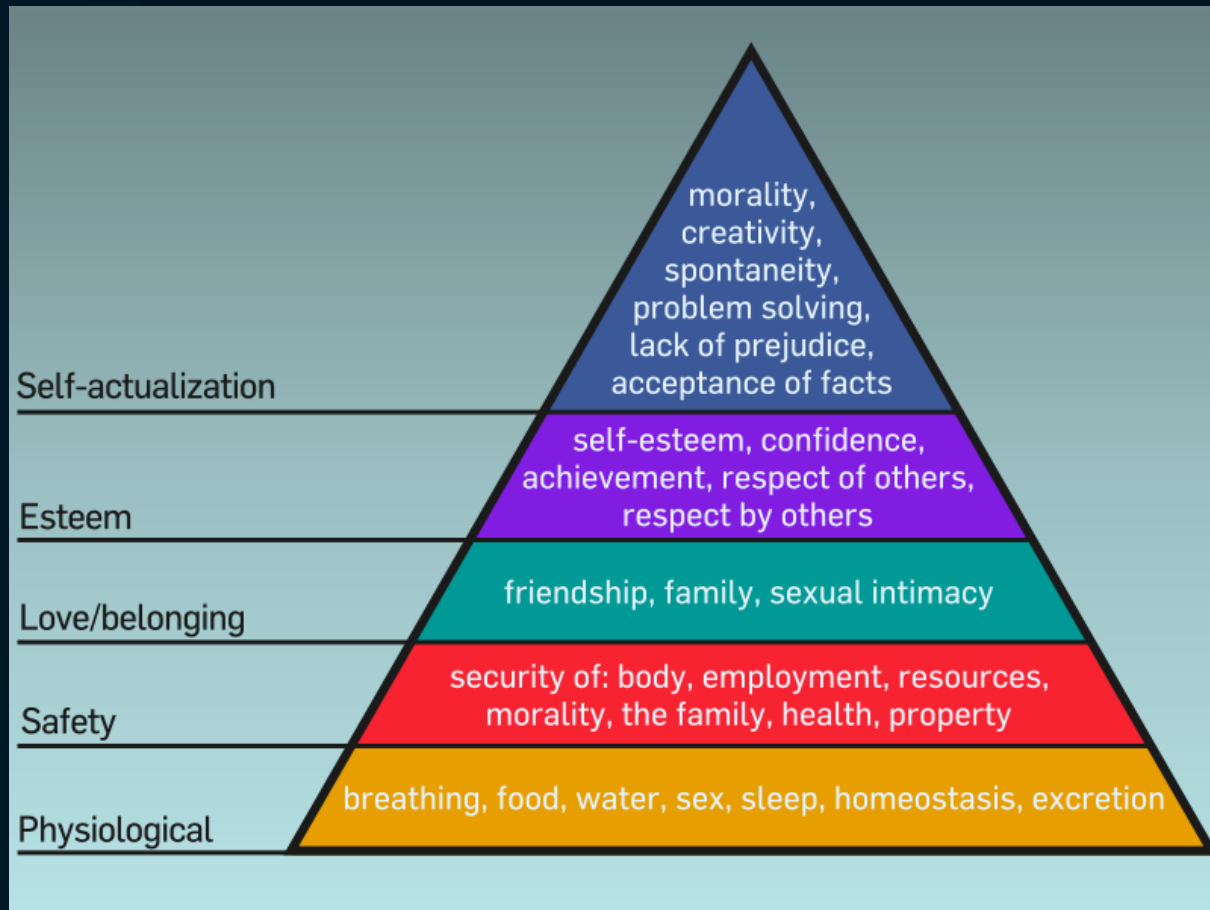 morality,
creativity,
spontaneity,
problem solving,
lack of prejudice,
acceptance of facts
Self-actualization
self-esteem, confidence,
achievement, respect of others,
respect by others
Esteem
friendship, family, sexual intimacy
Love/belonging
security of: body, employment, resources,
morality, the family, health, property
Safety
breathing, food, water, sex, sleep, homeostasis, excretion
Physiological